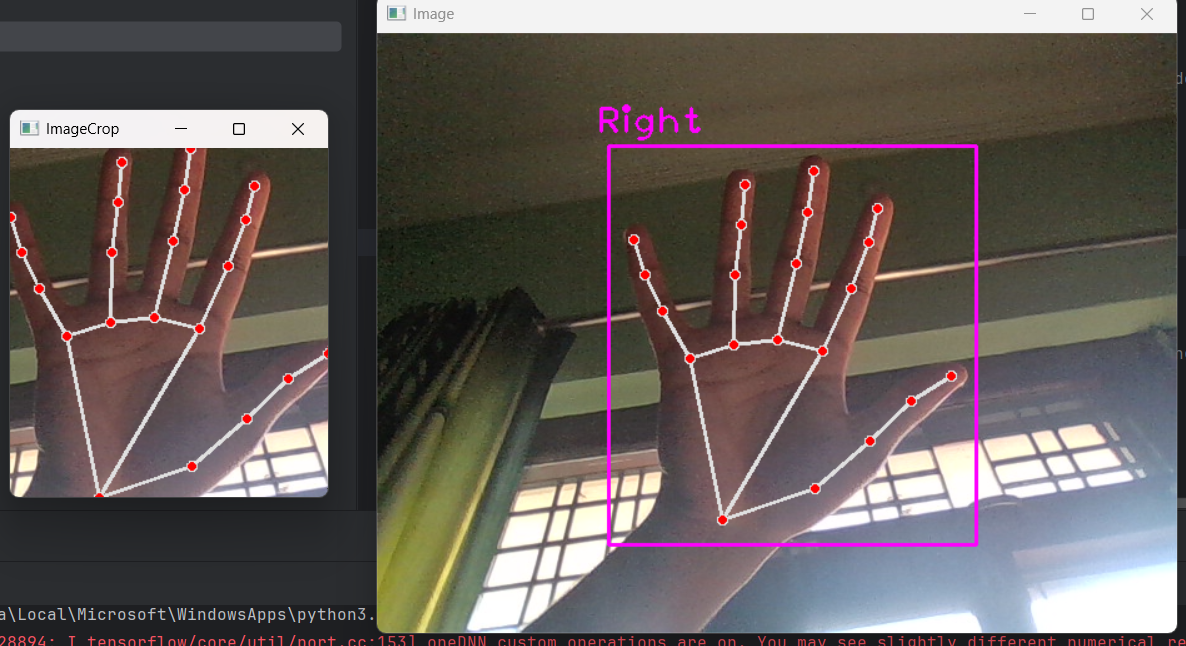 Image
ImageCrop
Right
a\Local\Microsoft\WindowsApps\python3.
28894: I tensorflow/core/util/port.cc:153] oneDNN custom operations are on. You may see slightly different numerical re